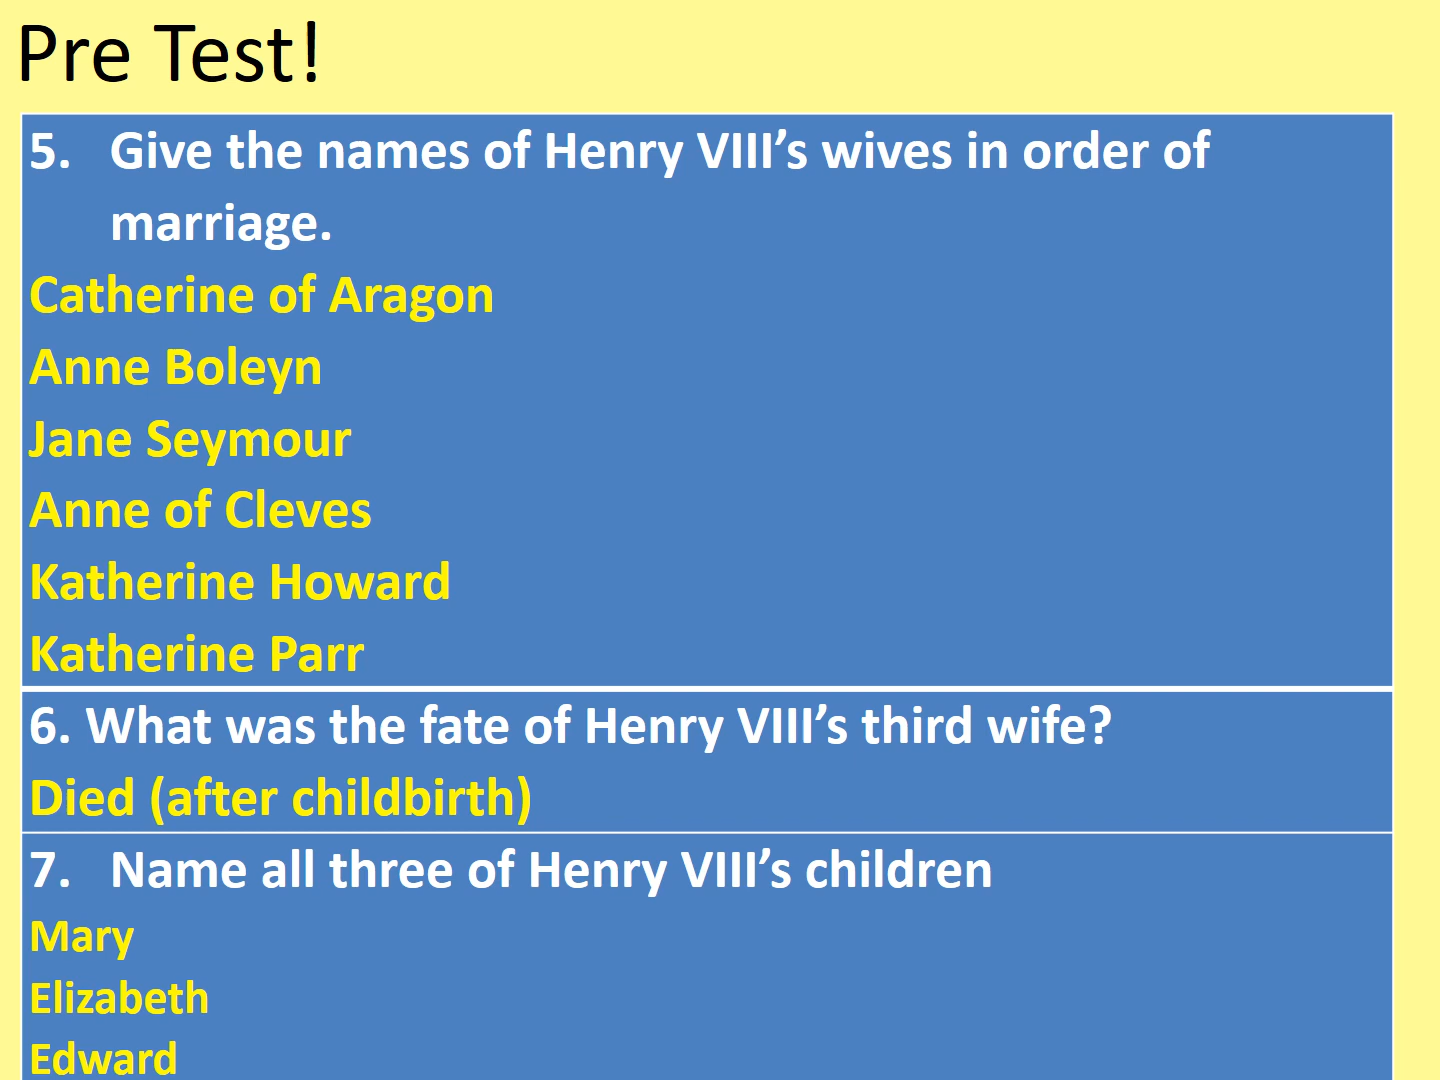 Pre Test!
5. Give the names of Henry VIII’s wives in order of
marriage.
Catherine of Aragon
Anne Boleyn
Jane Seymour
Anne of Cleves
Katherine Howard
Katherine Parr
6. What was the fate of Henry VIII’s third wife?
Died (after childbirth)
7. Name all three of Henry VIII’s children
Mary
Elizabeth
Edward